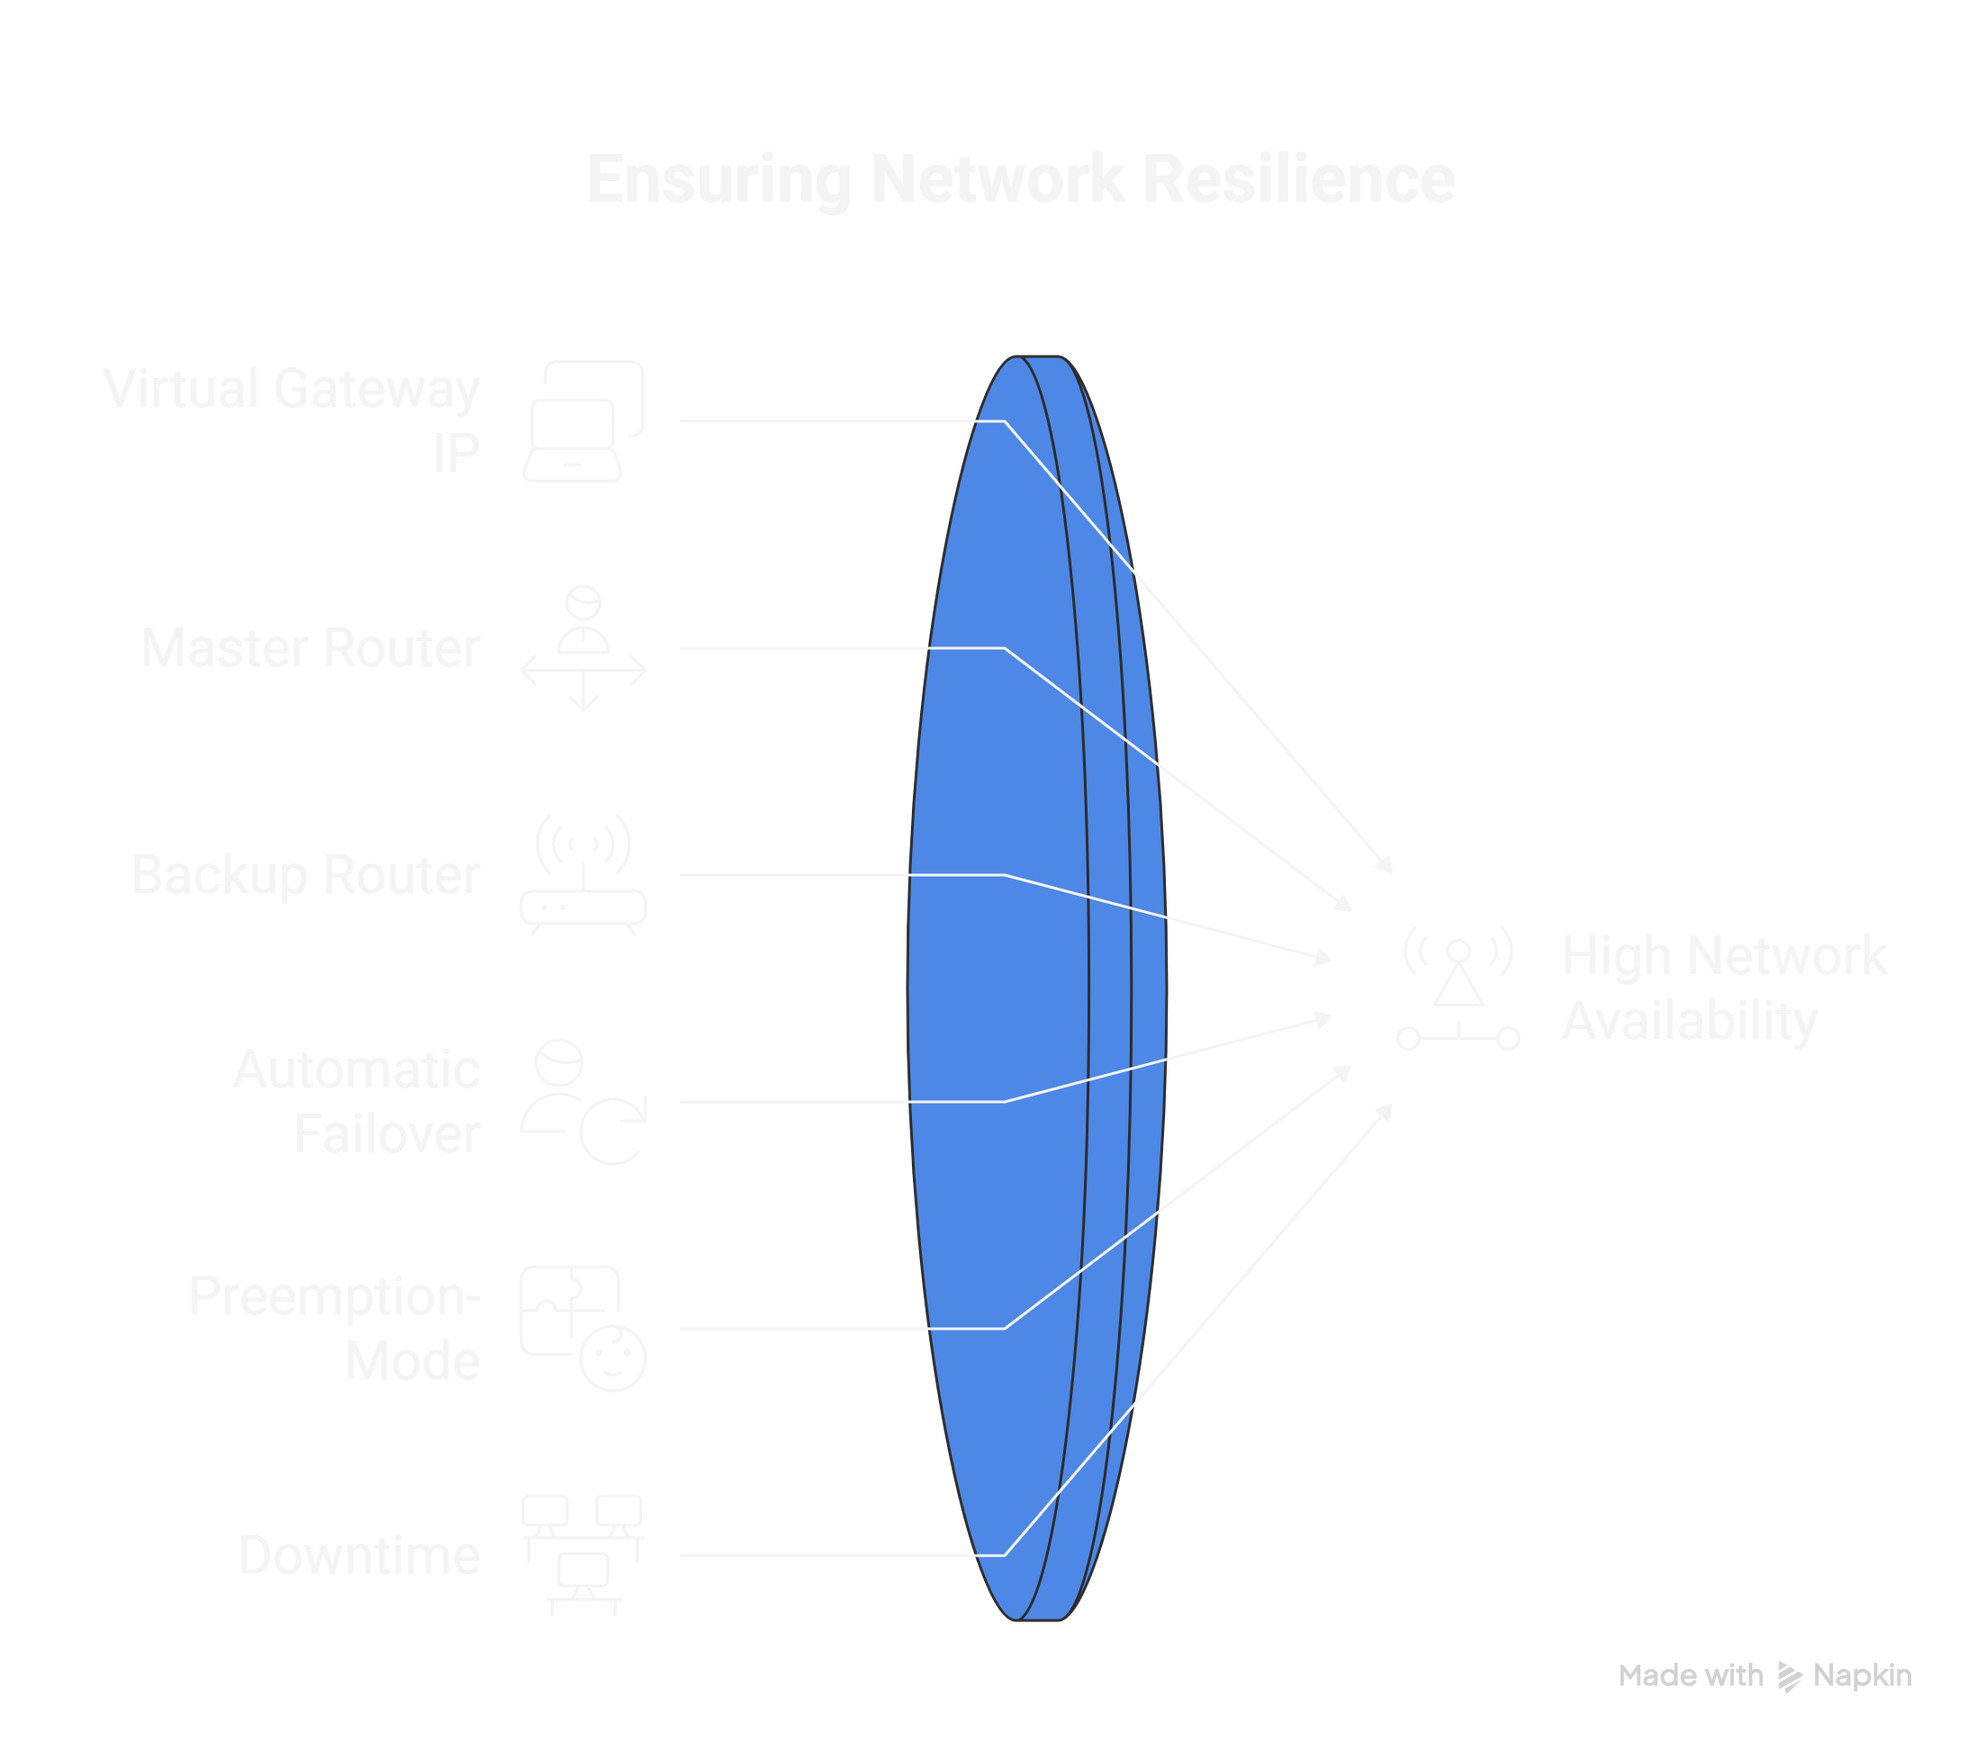 Ensuring Network Resilience
Virtual Gateway
IP
Master Router
Backup Router
Automatic
Failover
Preemption-
Mode
Downtime
High Network
Availability
Made with Napkin